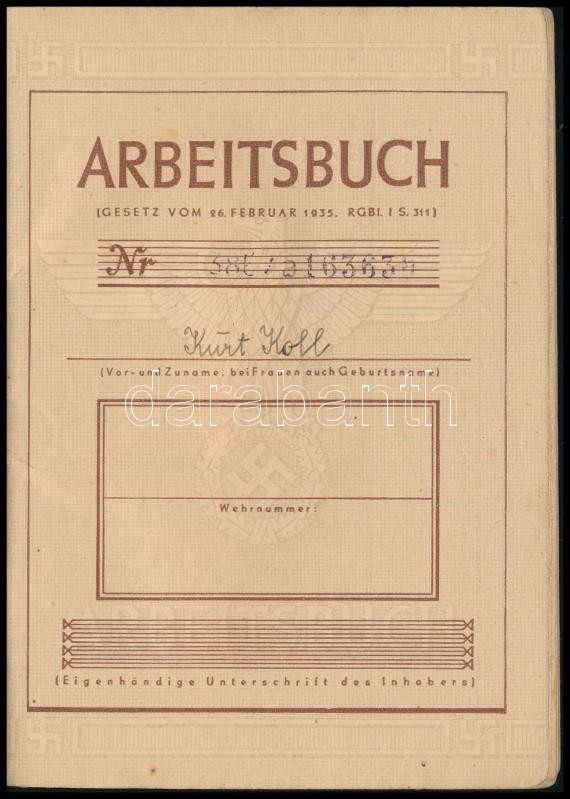 ARBEITSBUCH
(GESETZ VOM 26. FEBRUAR 1935. RGBl. I S. 311)
Nr
Kurt Koll
(Vor- und Zuname; bei Frauen auch Geburtsname)
darabanth
Wehrnummer:
ARBEITSBUCH
(Eigenhändige Unterschrift des Inhabers)